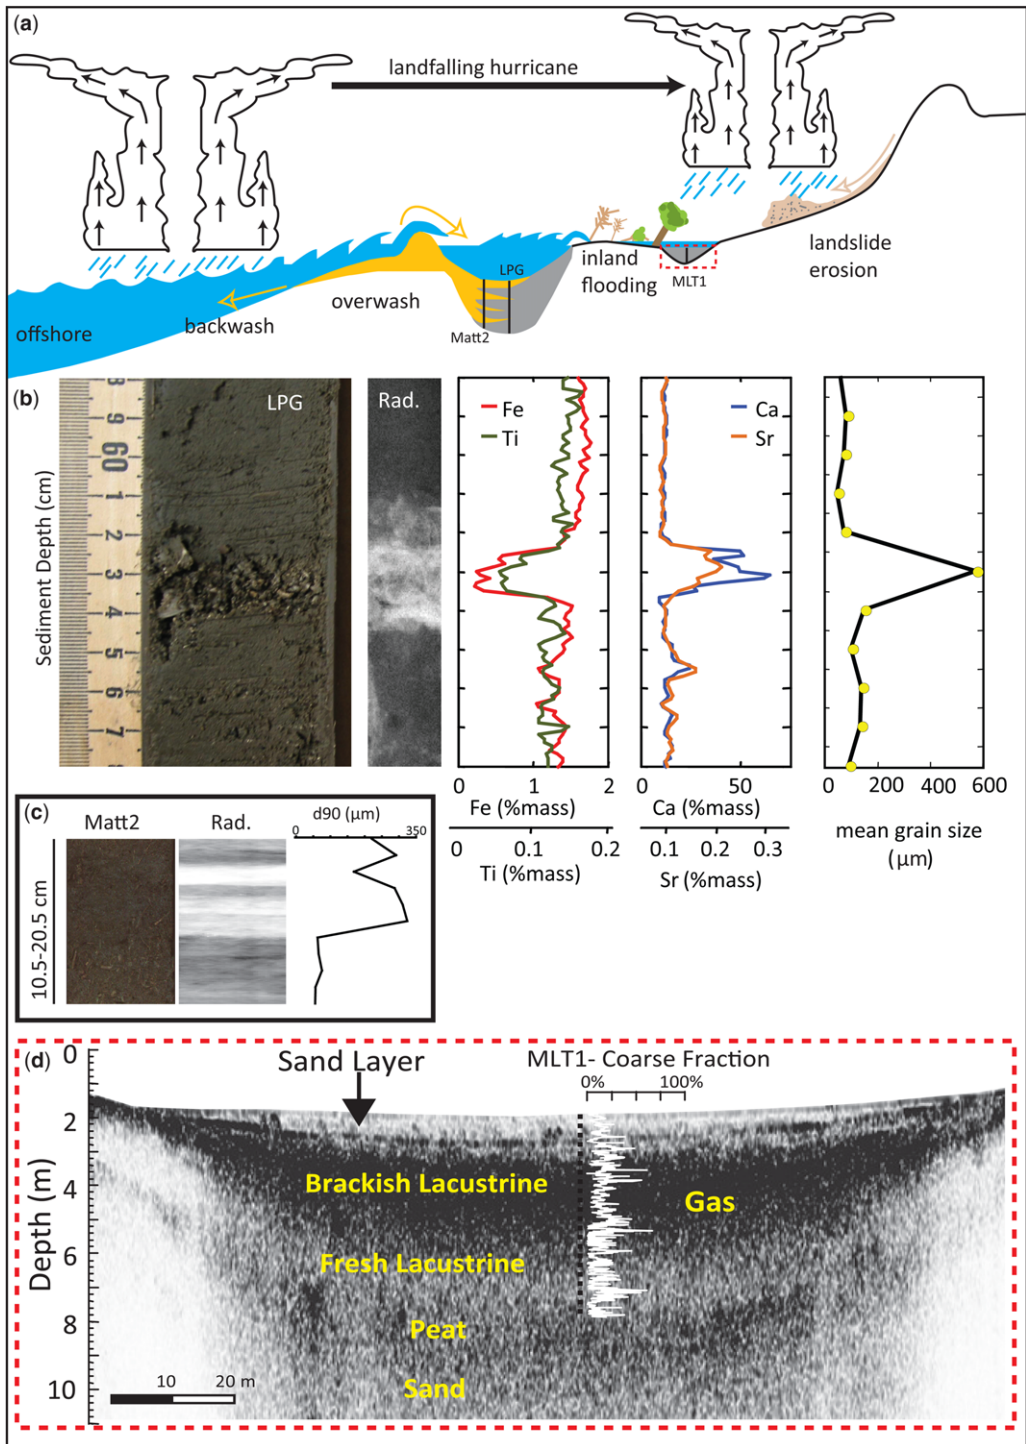 (a)
landfalling hurricane
landslide
erosion
inland
flooding
MLT1
LPG
Matt2
overwash
backwash
offshore
(b)
Sediment Depth (cm)
8
9
60
1
2
3
4
5
6
7
8
LPG
Rad.
Fe
Ti
Ca
Sr
0 1 2
Fe (%mass)
0 0.1 0.2
Ti (%mass)
0 50
Ca (%mass)
0.1 0.2 0.3
Sr (%mass)
0 200 400 600
mean grain size
(μm)
(c)
Matt2
Rad.
d90 (μm)
0 350
10.5-20.5 cm
(d)
Sand Layer
MLT1- Coarse Fraction
0% 100%
Depth (m)
0
2
4
6
8
10
Brackish Lacustrine
Gas
Fresh Lacustrine
Peat
Sand
10 20 m